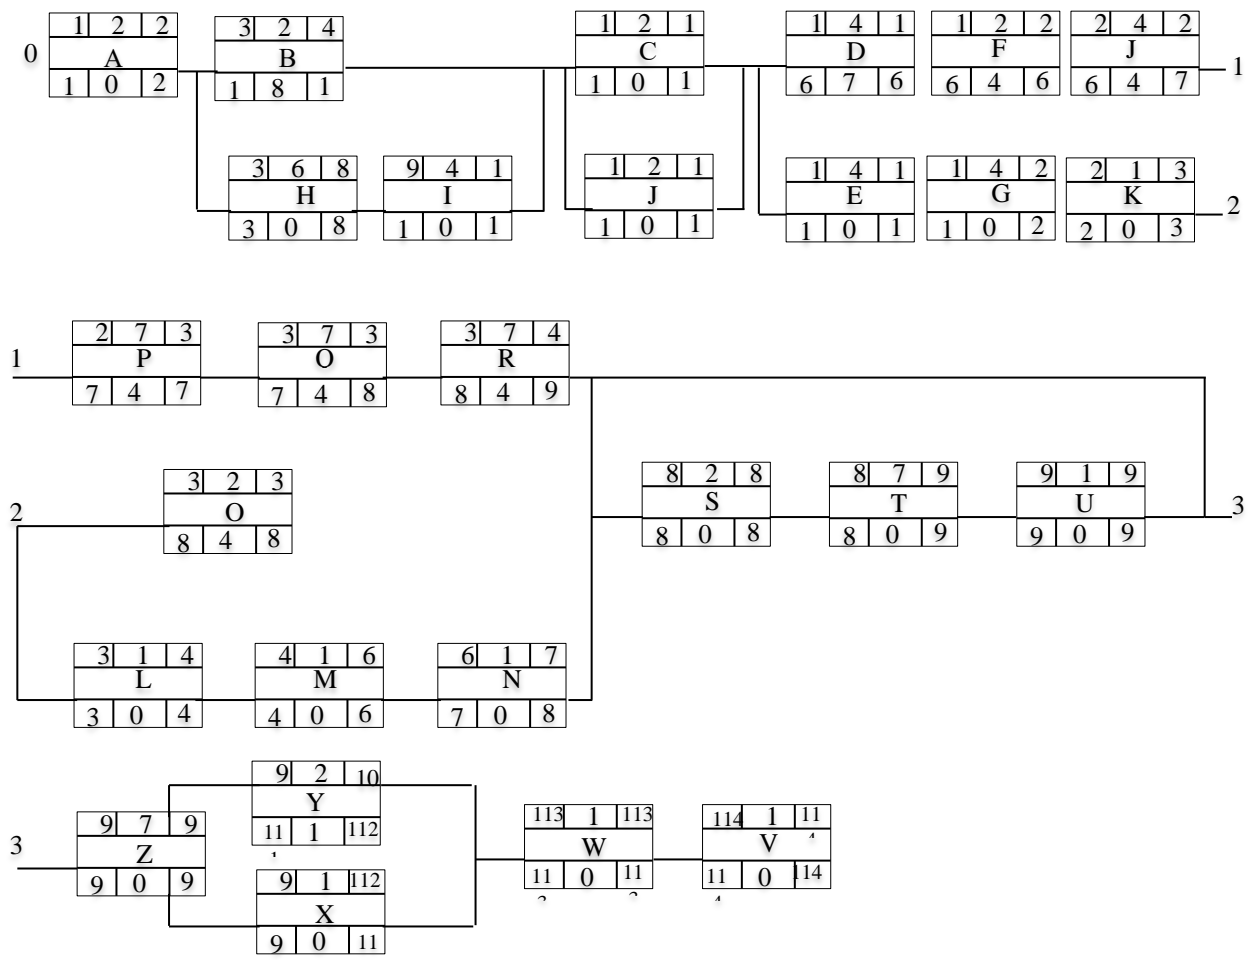 1 2 2 3 2 4 1 2 1 1 4 1 1 2 2 2 4 2
0 A B C D F J 1
1 0 2 1 8 1 1 0 1 6 7 6 6 4 6 6 4 7
3 6 8 9 4 1 1 2 1 1 4 1 1 4 2 2 1 3
H I J E G K 2
3 0 8 1 0 1 1 0 1 1 0 1 1 0 2 2 0 3
2 7 3 3 7 3 3 7 4
1 P O R
7 4 7 7 4 8 8 4 9
3 2 3 8 2 8 8 7 9 9 1 9
2 O S T U 3
8 4 8 8 0 8 8 0 9 9 0 9
3 1 4 4 1 6 6 1 7
L M N
3 0 4 4 0 6 7 0 8
9 2 10
Y
11 1 112
9 7 9
3 Z
9 0 9
9 1 112
X
9 0 11
113 1 113 114 1 11
W V
11 0 11 11 0 114